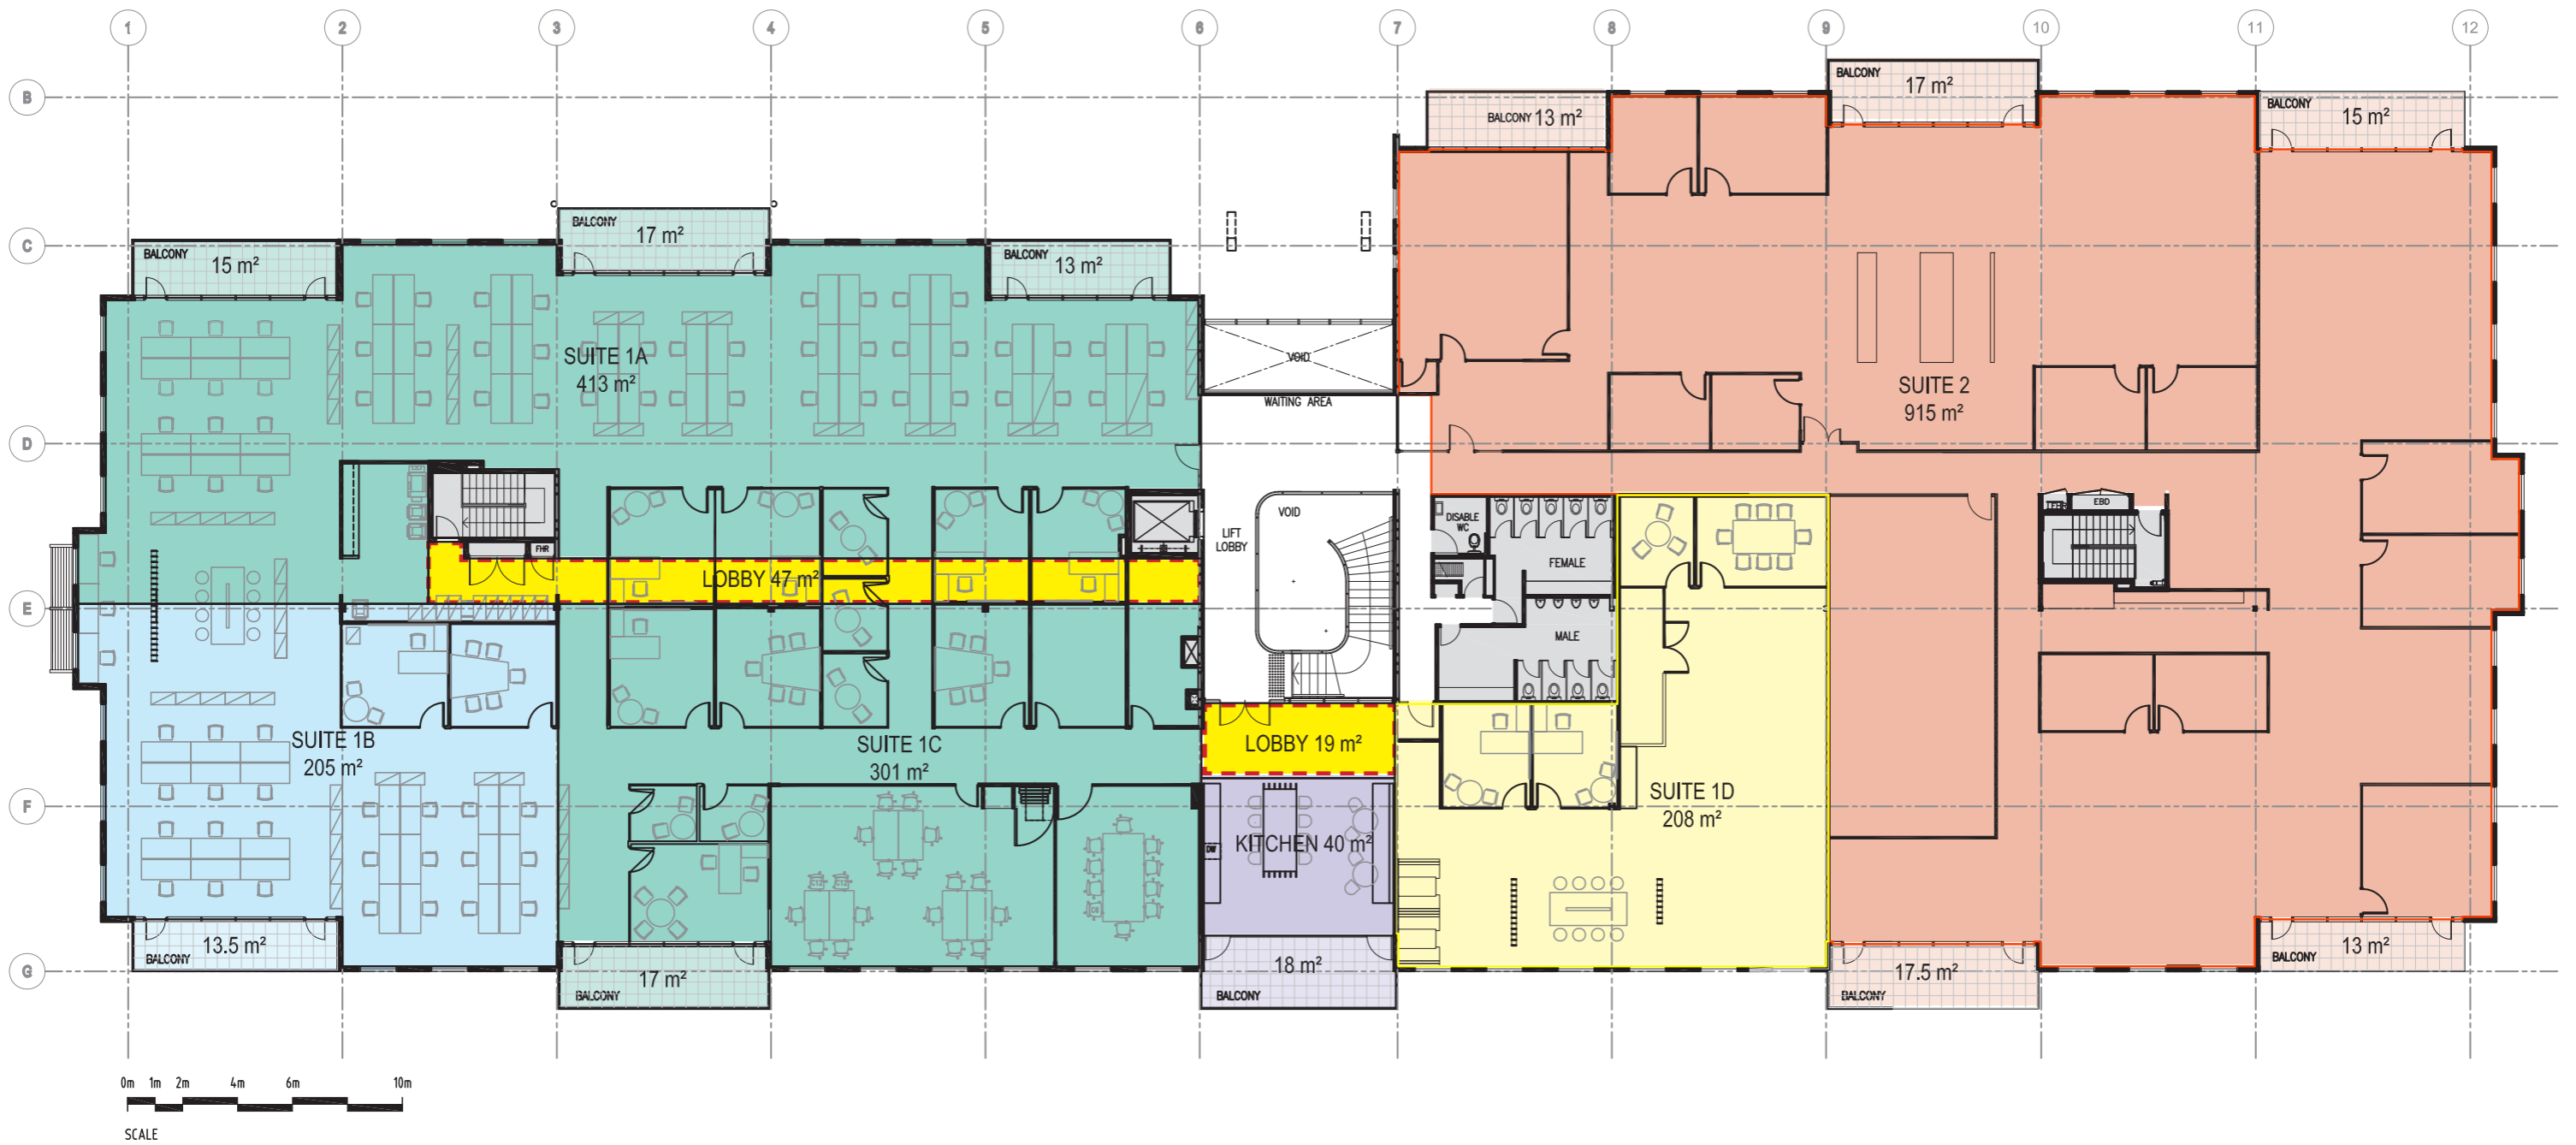 1 2 3 4 5 6 7 8 9 10 11 12
B
BALCONY
17 m²
BALCONY 13 m²
BALCONY
15 m²
BALCONY
17 m²
C
BALCONY
15 m²
BALCONY
13 m²
VOID
SUITE 1A
413 m²
WAITING AREA
SUITE 2
915 m²
D
VOID
LIFT
LOBBY
DISABLE
WC
FEMALE
EBD
FHR
LOBBY 47 m²
E
MALE
SUITE 1B
205 m²
SUITE 1C
301 m²
LOBBY 19 m²
SUITE 1D
208 m²
F
DW
KITCHEN 40 m²
13.5 m²
BALCONY
17 m²
BALCONY
18 m²
BALCONY
17.5 m²
BALCONY
13 m²
BALCONY
G
0m 1m 2m 4m 6m 10m
SCALE